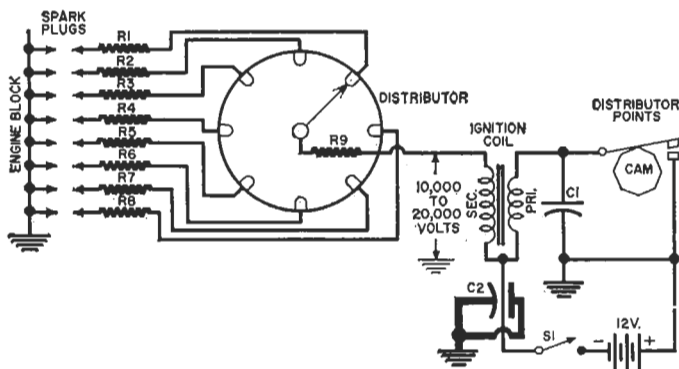 SPARK
PLUGS
ENGINE BLOCK
R1
R2
R3
R4
R5
R6
R7
R8
R9
DISTRIBUTOR
10,000
TO
20,000
VOLTS
IGNITION
COIL
SEC.
PRI.
C1
DISTRIBUTOR
POINTS
CAM
C2
S1
12V.
- +